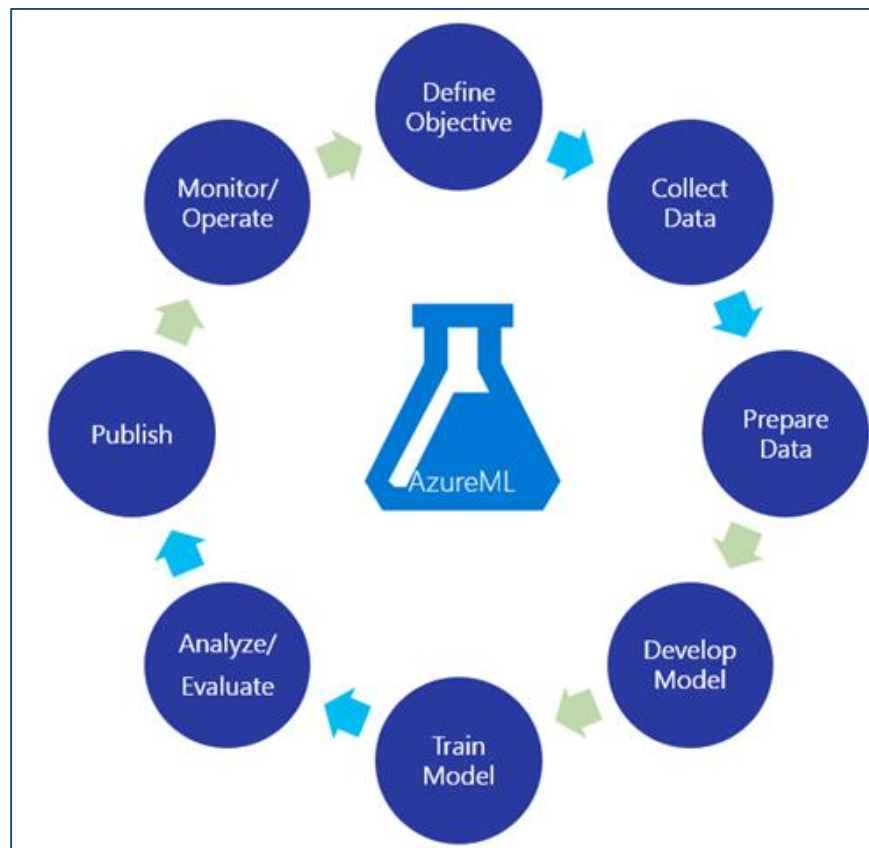 Define
Objective
Collect
Data
Prepare
Data
Develop
Model
Train
Model
Analyze/
Evaluate
Publish
Monitor/
Operate
AzureML